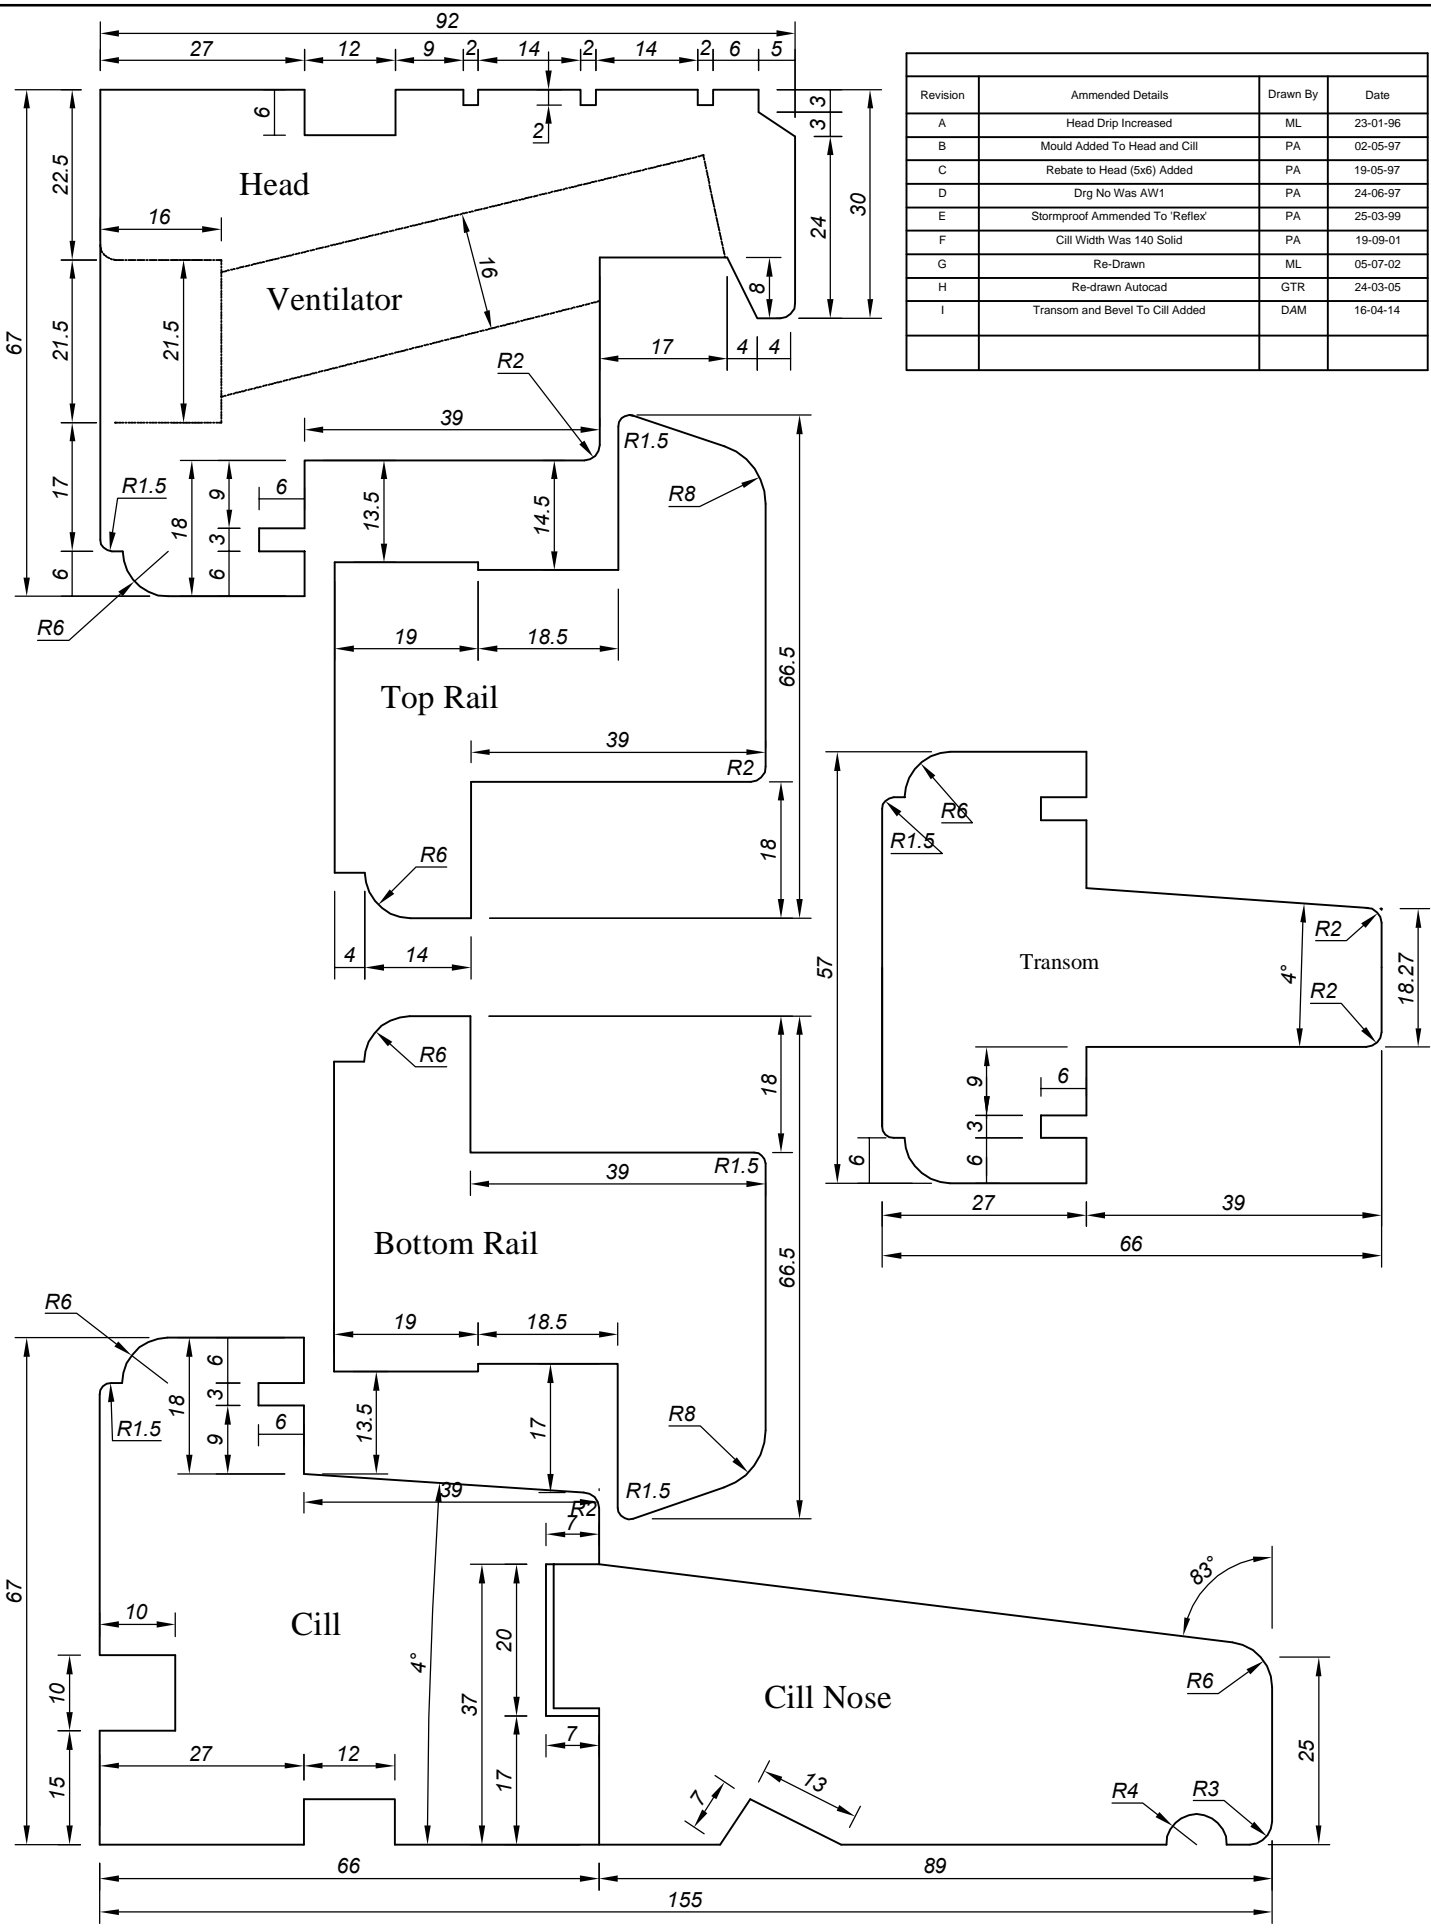 92
27 12 9 2 14 2 14 2 6 5
6
2
3
3
22.5
Head
16
24
30
16
8
Ventilator
67
21.5
21.5
17 4 4
R2
39
R1.5
R8
17
R1.5
6
9
18
3
13.5
14.5
6
6
R6
19 18.5
66.5
Top Rail
39
R2
R6
18
4 14
Revision Ammended Details Drawn By Date
A Head Drip Increased ML 23-01-96
B Mould Added To Head and Cill PA 02-05-97
C Rebate to Head (5x6) Added PA 19-05-97
D Drg No Was AW1 PA 24-06-97
E Stormproof Ammended To 'Reflex' PA 25-03-99
F Cill Width Was 140 Solid PA 19-09-01
G Re-Drawn ML 05-07-02
H Re-drawn Autocad GTR 24-03-05
I Transom and Bevel To Cill Added DAM 16-04-14
R6
R1.5
57
Transom
R2
4°
18.27
R2
9
6
3
6
6
27 39
66
R6
18
R1.5
39
Bottom Rail
66.5
19 18.5
R8
R1.5
R6
6
3
18
R1.5
6
9
13.5
17
39
R2
7
67
83°
10
Cill
4°
20
37
10
Cill Nose
R6
7
27 12
17
15
7
13
R4
R3
25
66 89
155